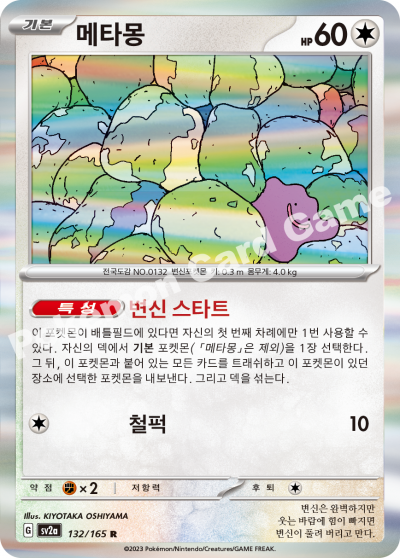 기본 메타몽 HP 60
전국도감 NO.0132 변신포켓몬 키: 0.3 m 몸무게: 4.0 kg
Pokémon Card Game
특성 변신 스타트
이 포켓몬이 배틀필드에 있다면 자신의 첫 번째 차례에만 1번 사용할 수
있다. 자신의 덱에서 기본 포켓몬(「메타몽」은 제외)을 1장 선택한다.
그 뒤, 이 포켓몬과 붙어 있는 모든 카드를 트래쉬하고 이 포켓몬이 있던
장소에 선택한 포켓몬을 내보낸다. 그리고 덱을 섞는다.
철퍽 10
약점 ×2 저항력 후퇴
Illus. KIYOTAKA OSHIYAMA
G sv2a 132/165 R
변신은 완벽하지만
웃는 바람에 힘이 빠지면
변신이 풀려 버리고 만다.
©2023 Pokémon/Nintendo/Creatures/GAME FREAK.